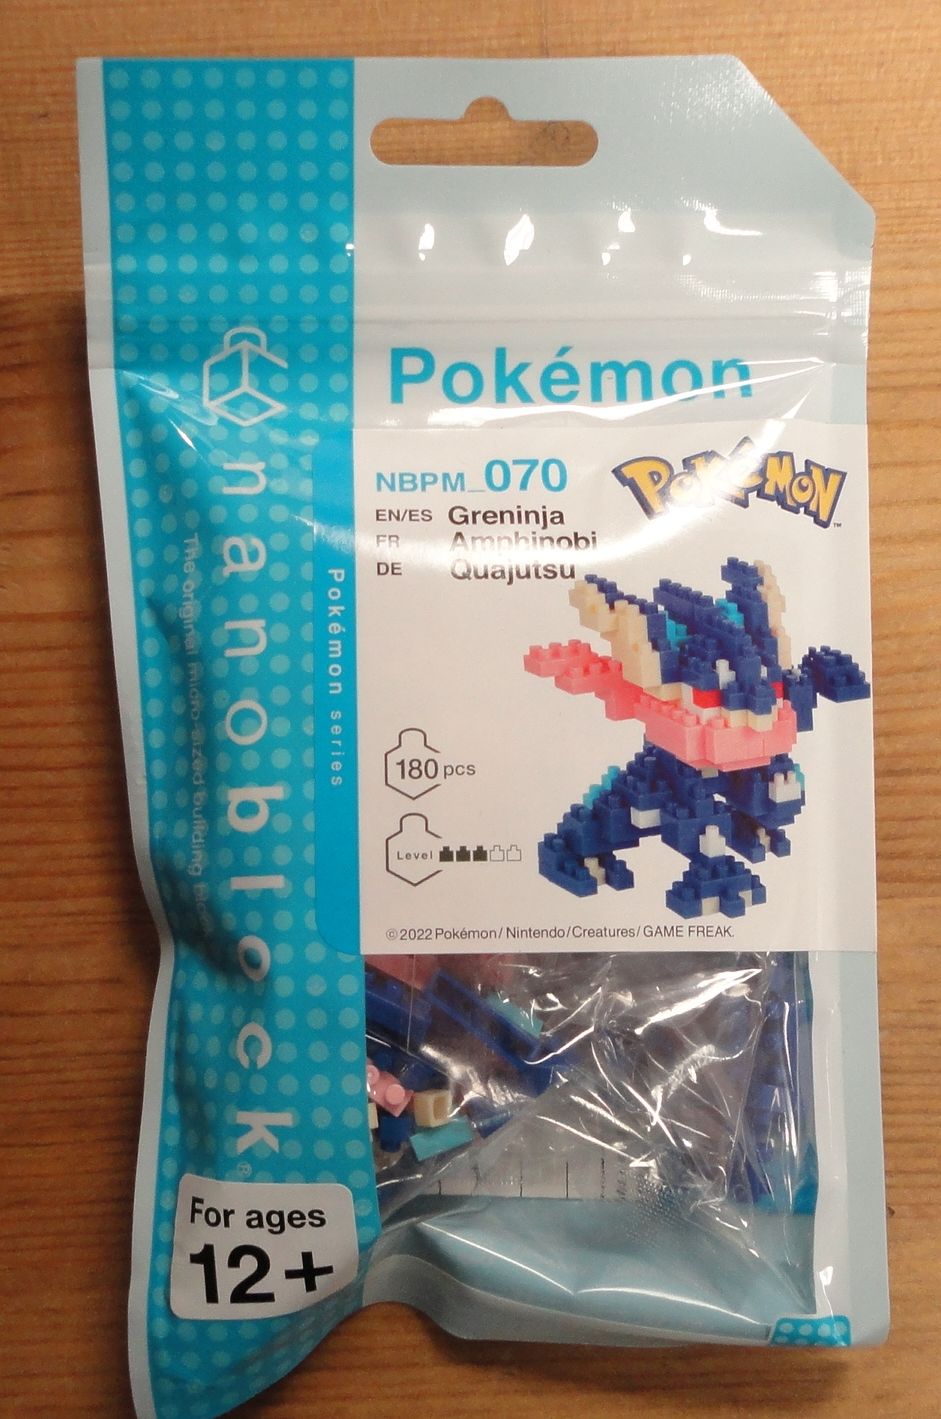 Pokémon
NBPM_070
POKÉMON
TM
EN/ES Greninja
FR Amphinobi
DE Quajutsu
180 pcs
Level
©2022 Pokémon/Nintendo/Creatures/GAME FREAK.
nanoblock®
The original micro-sized building block
Pokémon series
For ages
12+